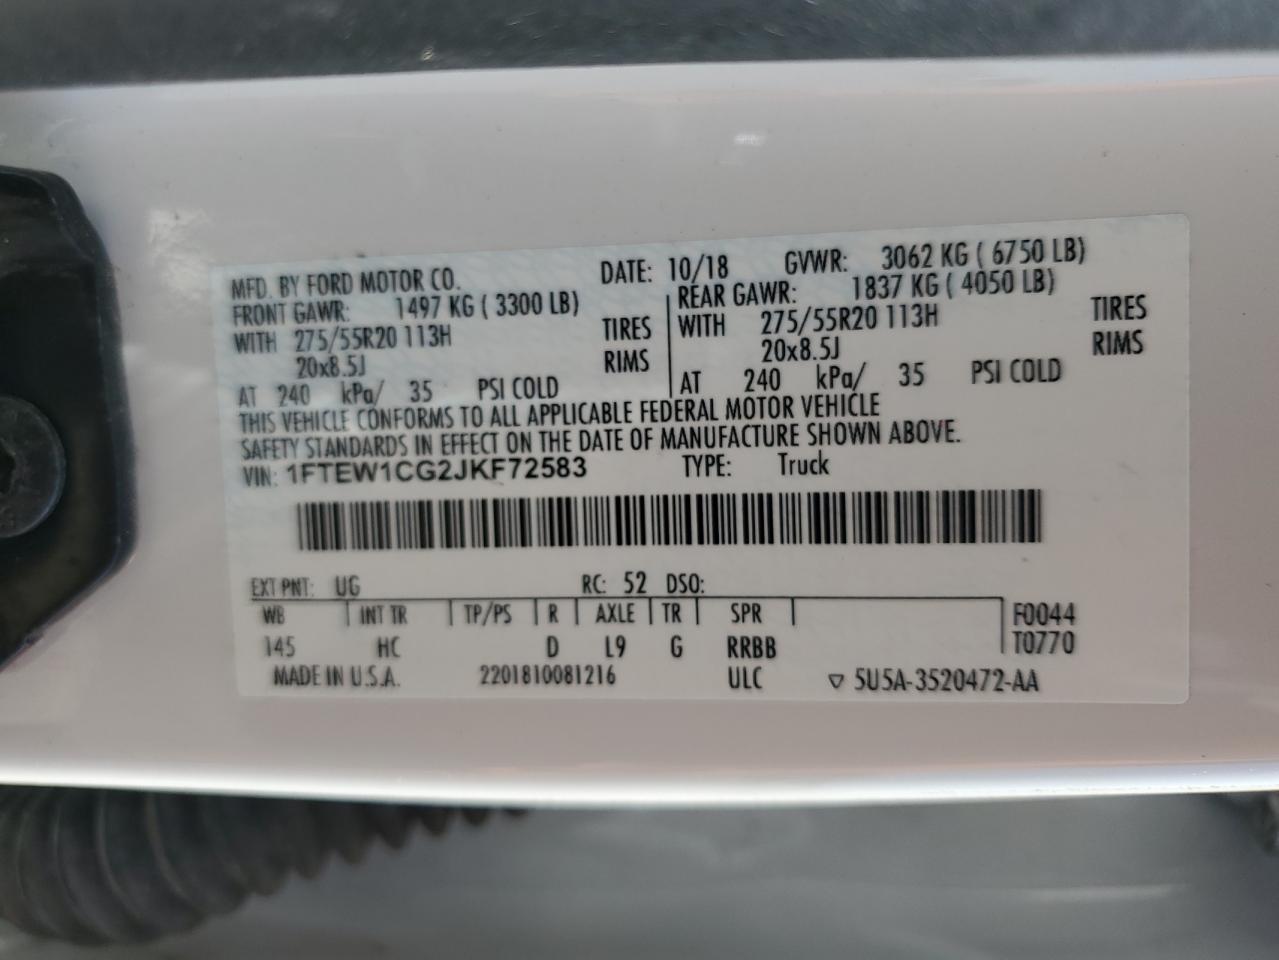 MFD. BY FORD MOTOR CO. DATE: 10/18 GVWR: 3062 KG ( 6750 LB)
FRONT GAWR: 1497 KG ( 3300 LB) REAR GAWR: 1837 KG ( 4050 LB)
WITH 275/55R20 113H TIRES WITH 275/55R20 113H TIRES
20x8.5J RIMS 20x8.5J RIMS
AT 240 kPa/ 35 PSI COLD AT 240 kPa/ 35 PSI COLD
THIS VEHICLE CONFORMS TO ALL APPLICABLE FEDERAL MOTOR VEHICLE
SAFETY STANDARDS IN EFFECT ON THE DATE OF MANUFACTURE SHOWN ABOVE.
VIN: 1FTEW1CG2JKF72583 TYPE: Truck
EXT PNT: UG RC: 52 DSO:
WB INT TR TP/PS R AXLE TR SPR F0044
145 HC D L9 G RRBB T0770
MADE IN U.S.A. 2201810081216 ULC ▽ 5U5A-3520472-AA